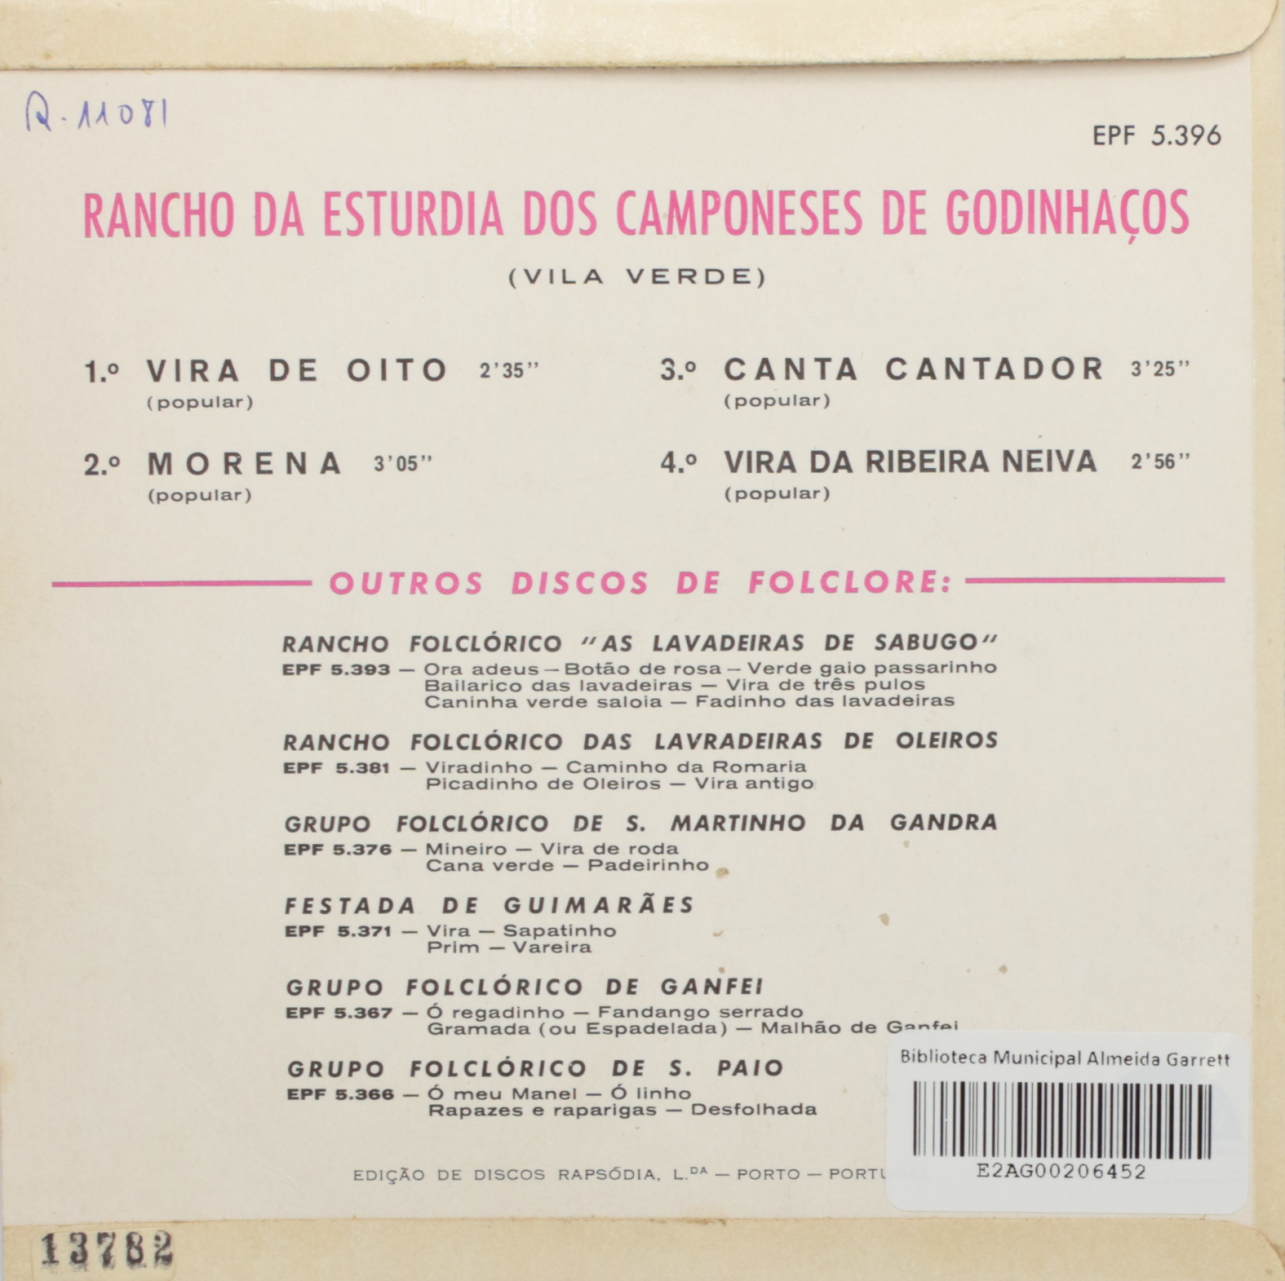 R. 11081
EPF 5.396
RANCHO DA ESTURDIA DOS CAMPONESES DE GODINHAÇOS
(VILA VERDE)
1.º VIRA DE OITO 2'35''
(popular)
2.º MORENA 3'05''
(popular)
3.º CANTA CANTADOR 3'25''
(popular)
4.º VIRA DA RIBEIRA NEIVA 2'56''
(popular)
OUTROS DISCOS DE FOLCLORE:
RANCHO FOLCLÓRICO "AS LAVADEIRAS DE SABUGO"
EPF 5.393 — Ora adeus — Botão de rosa — Verde gaio passarinho
Bailarico das lavadeiras — Vira de três pulos
Caninha verde saloia — Fadinho das lavadeiras
RANCHO FOLCLÓRICO DAS LAVRADEIRAS DE OLEIROS
EPF 5.381 — Viradinho — Caminho da Romaria
Picadinho de Oleiros — Vira antigo
GRUPO FOLCLÓRICO DE S. MARTINHO DA GANDRA
EPF 5.376 — Mineiro — Vira de roda
Cana verde — Padeirinho
FESTADA DE GUIMARÃES
EPF 5.371 — Vira — Sapatinho
Prim — Vareira
GRUPO FOLCLÓRICO DE GANFEI
EPF 5.367 — Ó regadinho — Fandango serrado
Gramada (ou Espadelada) — Malhão de Ganfei
GRUPO FOLCLÓRICO DE S. PAIO
EPF 5.366 — Ó meu Manel — Ó linho
Rapazes e raparigas — Desfolhada
EDIÇÃO DE DISCOS RAPSÓDIA, L.DA — PORTO — PORTU
Biblioteca Municipal Almeida Garrett
E2AG00206452
13782